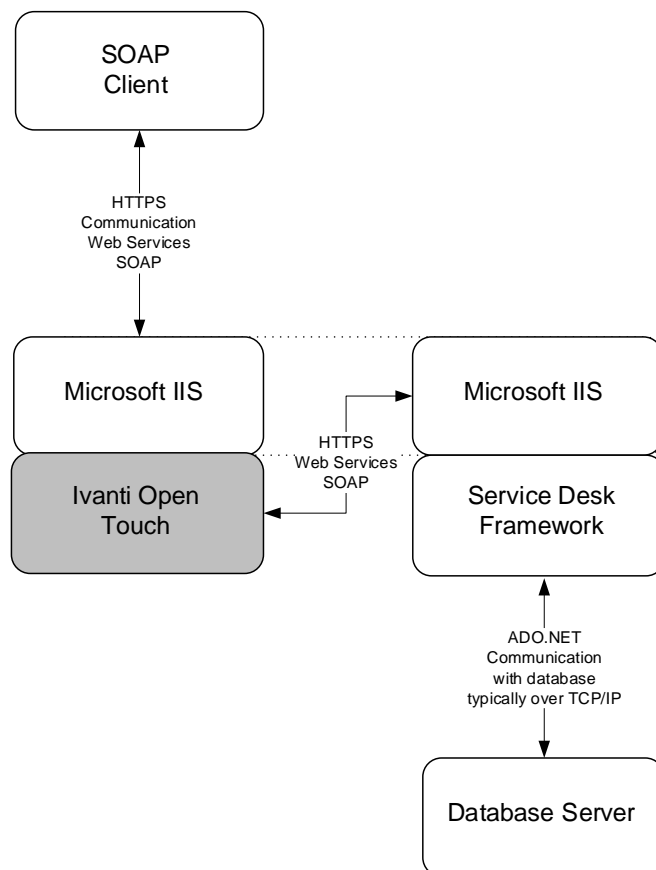 SOAP
Client
HTTPS
Communication
Web Services
SOAP
Microsoft IIS
Microsoft IIS
HTTPS
Web Services
SOAP
Ivanti Open
Touch
Service Desk
Framework
ADO.NET
Communication
with database
typically over TCP/IP
Database Server